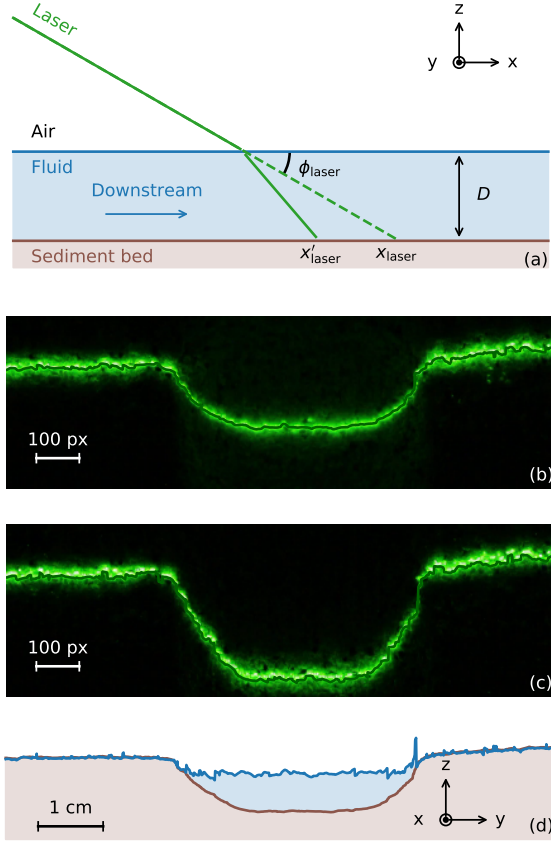 Laser
z
y
x
Air
Fluid
ϕlaser
Downstream
D
Sediment bed
x′laser
xlaser
(a)
100 px
(b)
100 px
(c)
1 cm
z
x
y
(d)